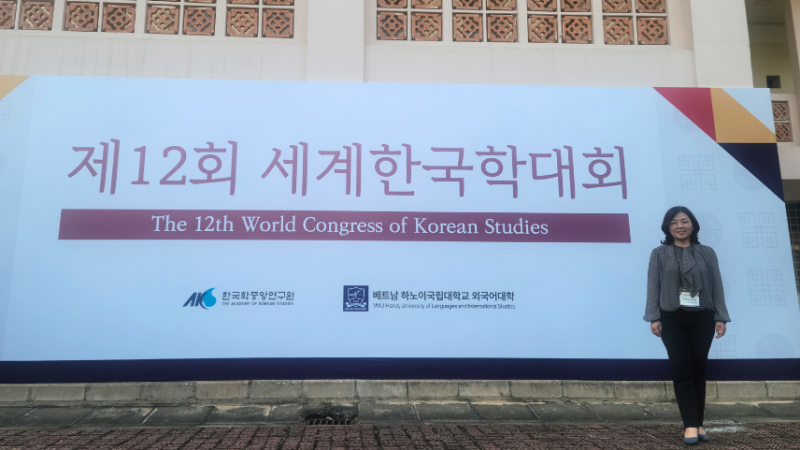 제12회 세계한국학대회
The 12th World Congress of Korean Studies
AKS 한국학중앙연구원
THE ACADEMY OF KOREAN STUDIES
베트남 하노이국립대학교 외국어대학
VNU Hanoi, University of Languages and International Studies